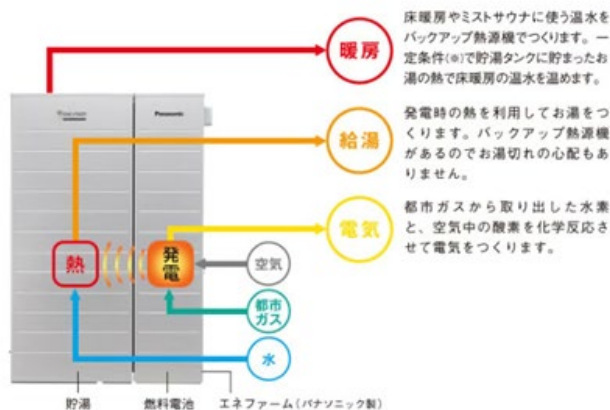 暖房
床暖房やミストサウナに使う温水を
バックアップ熱源機でつくります。一
定条件(※)で貯湯タンクに貯まったお
湯の熱で床暖房の温水を温めます。
Panasonic
給湯
発電時の熱を利用してお湯をつ
くります。バックアップ熱源機
があるのでお湯切れの心配もあ
りません。
電気
都市ガスから取り出した水素
と、空気中の酸素を化学反応さ
せて電気をつくります。
熱
発電
空気
都市
ガス
水
貯湯
燃料電池
エネファーム(パナソニック製)